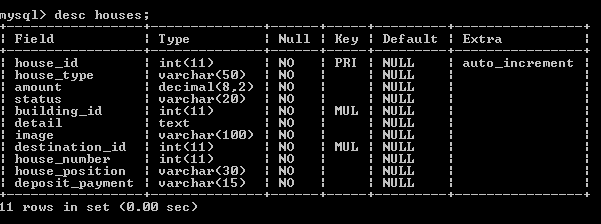 mysql> desc houses;
+-----------------+--------------+------+-----+---------+----------------+
| Field | Type | Null | Key | Default | Extra |
+-----------------+--------------+------+-----+---------+----------------+
| house_id | int(11) | NO | PRI | NULL | auto_increment |
| house_type | varchar(50) | NO | | NULL | |
| amount | decimal(8,2) | NO | | NULL | |
| status | varchar(20) | NO | | NULL | |
| building_id | int(11) | NO | MUL | NULL | |
| detail | text | NO | | NULL | |
| image | varchar(100) | NO | | NULL | |
| destination_id | int(11) | NO | MUL | NULL | |
| house_number | int(11) | NO | | NULL | |
| house_position | varchar(30) | NO | | NULL | |
| deposit_payment | varchar(15) | NO | | NULL | |
+-----------------+--------------+------+-----+---------+----------------+
11 rows in set (0.00 sec)